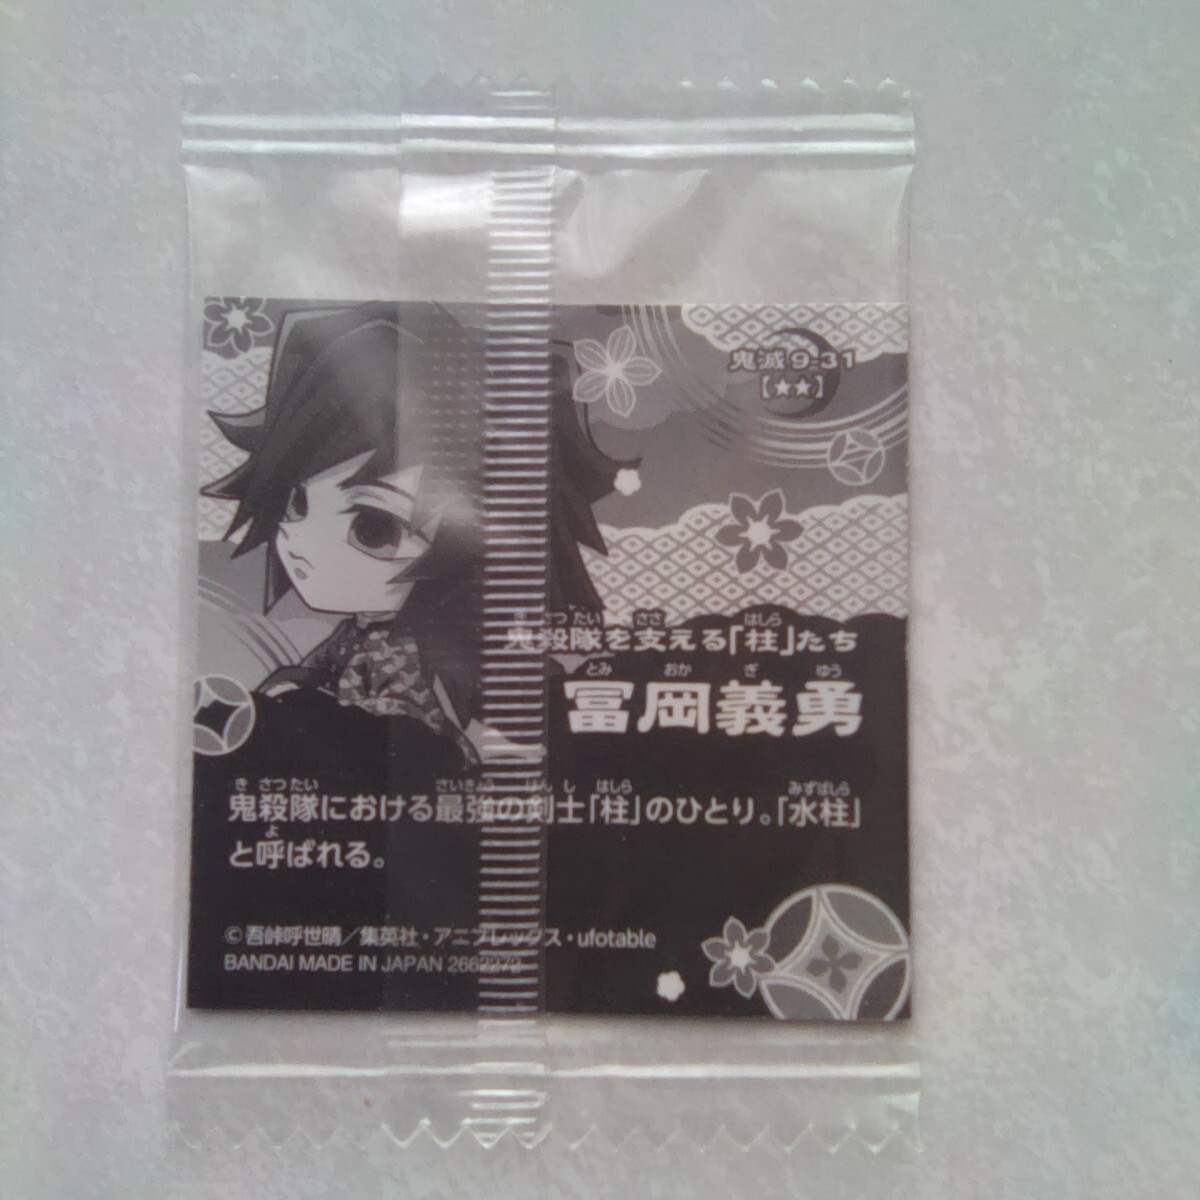 鬼滅 9-31
【★★】
鬼殺隊を支える「柱」たち
冨岡義勇
鬼殺隊における最強の剣士「柱」のひとり。「水柱」
と呼ばれる。
©吾峠呼世晴／集英社・アニプレックス・ufotable
BANDAI MADE IN JAPAN 2662272